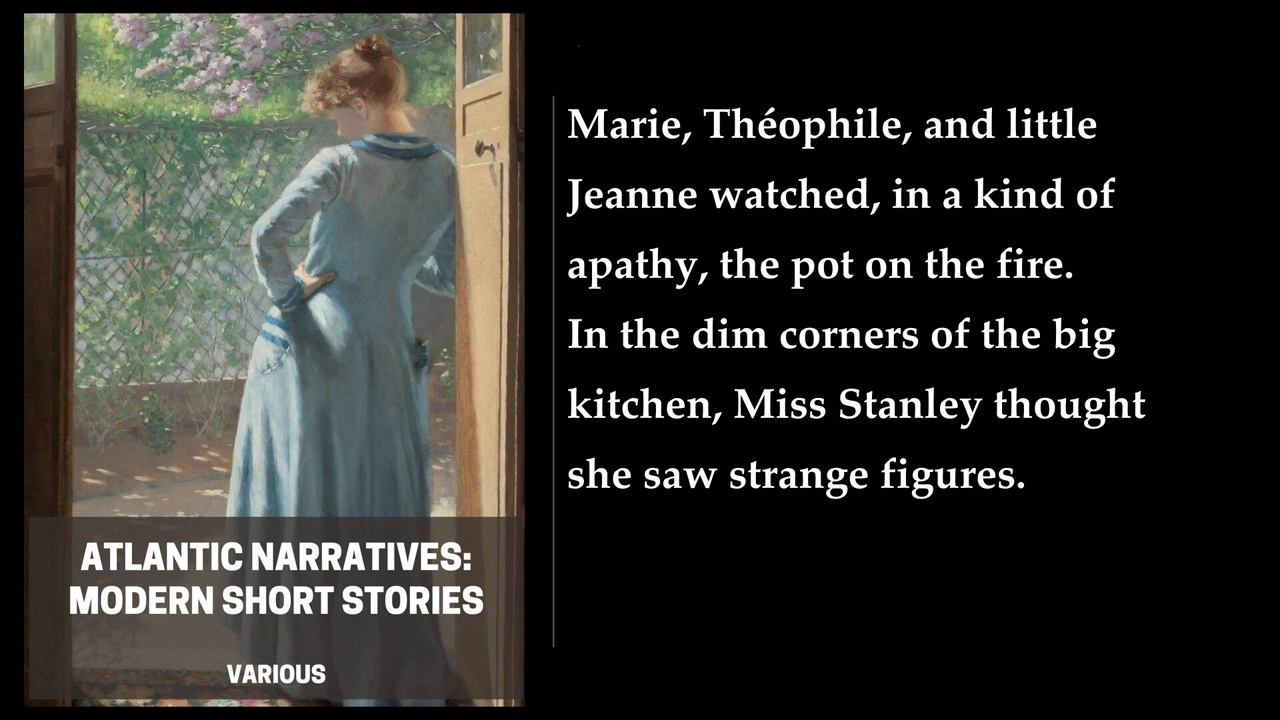 Marie, Théophile, and little
Jeanne watched, in a kind of
apathy, the pot on the fire.
In the dim corners of the big
kitchen, Miss Stanley thought
she saw strange figures.
ATLANTIC NARRATIVES:
MODERN SHORT STORIES
VARIOUS